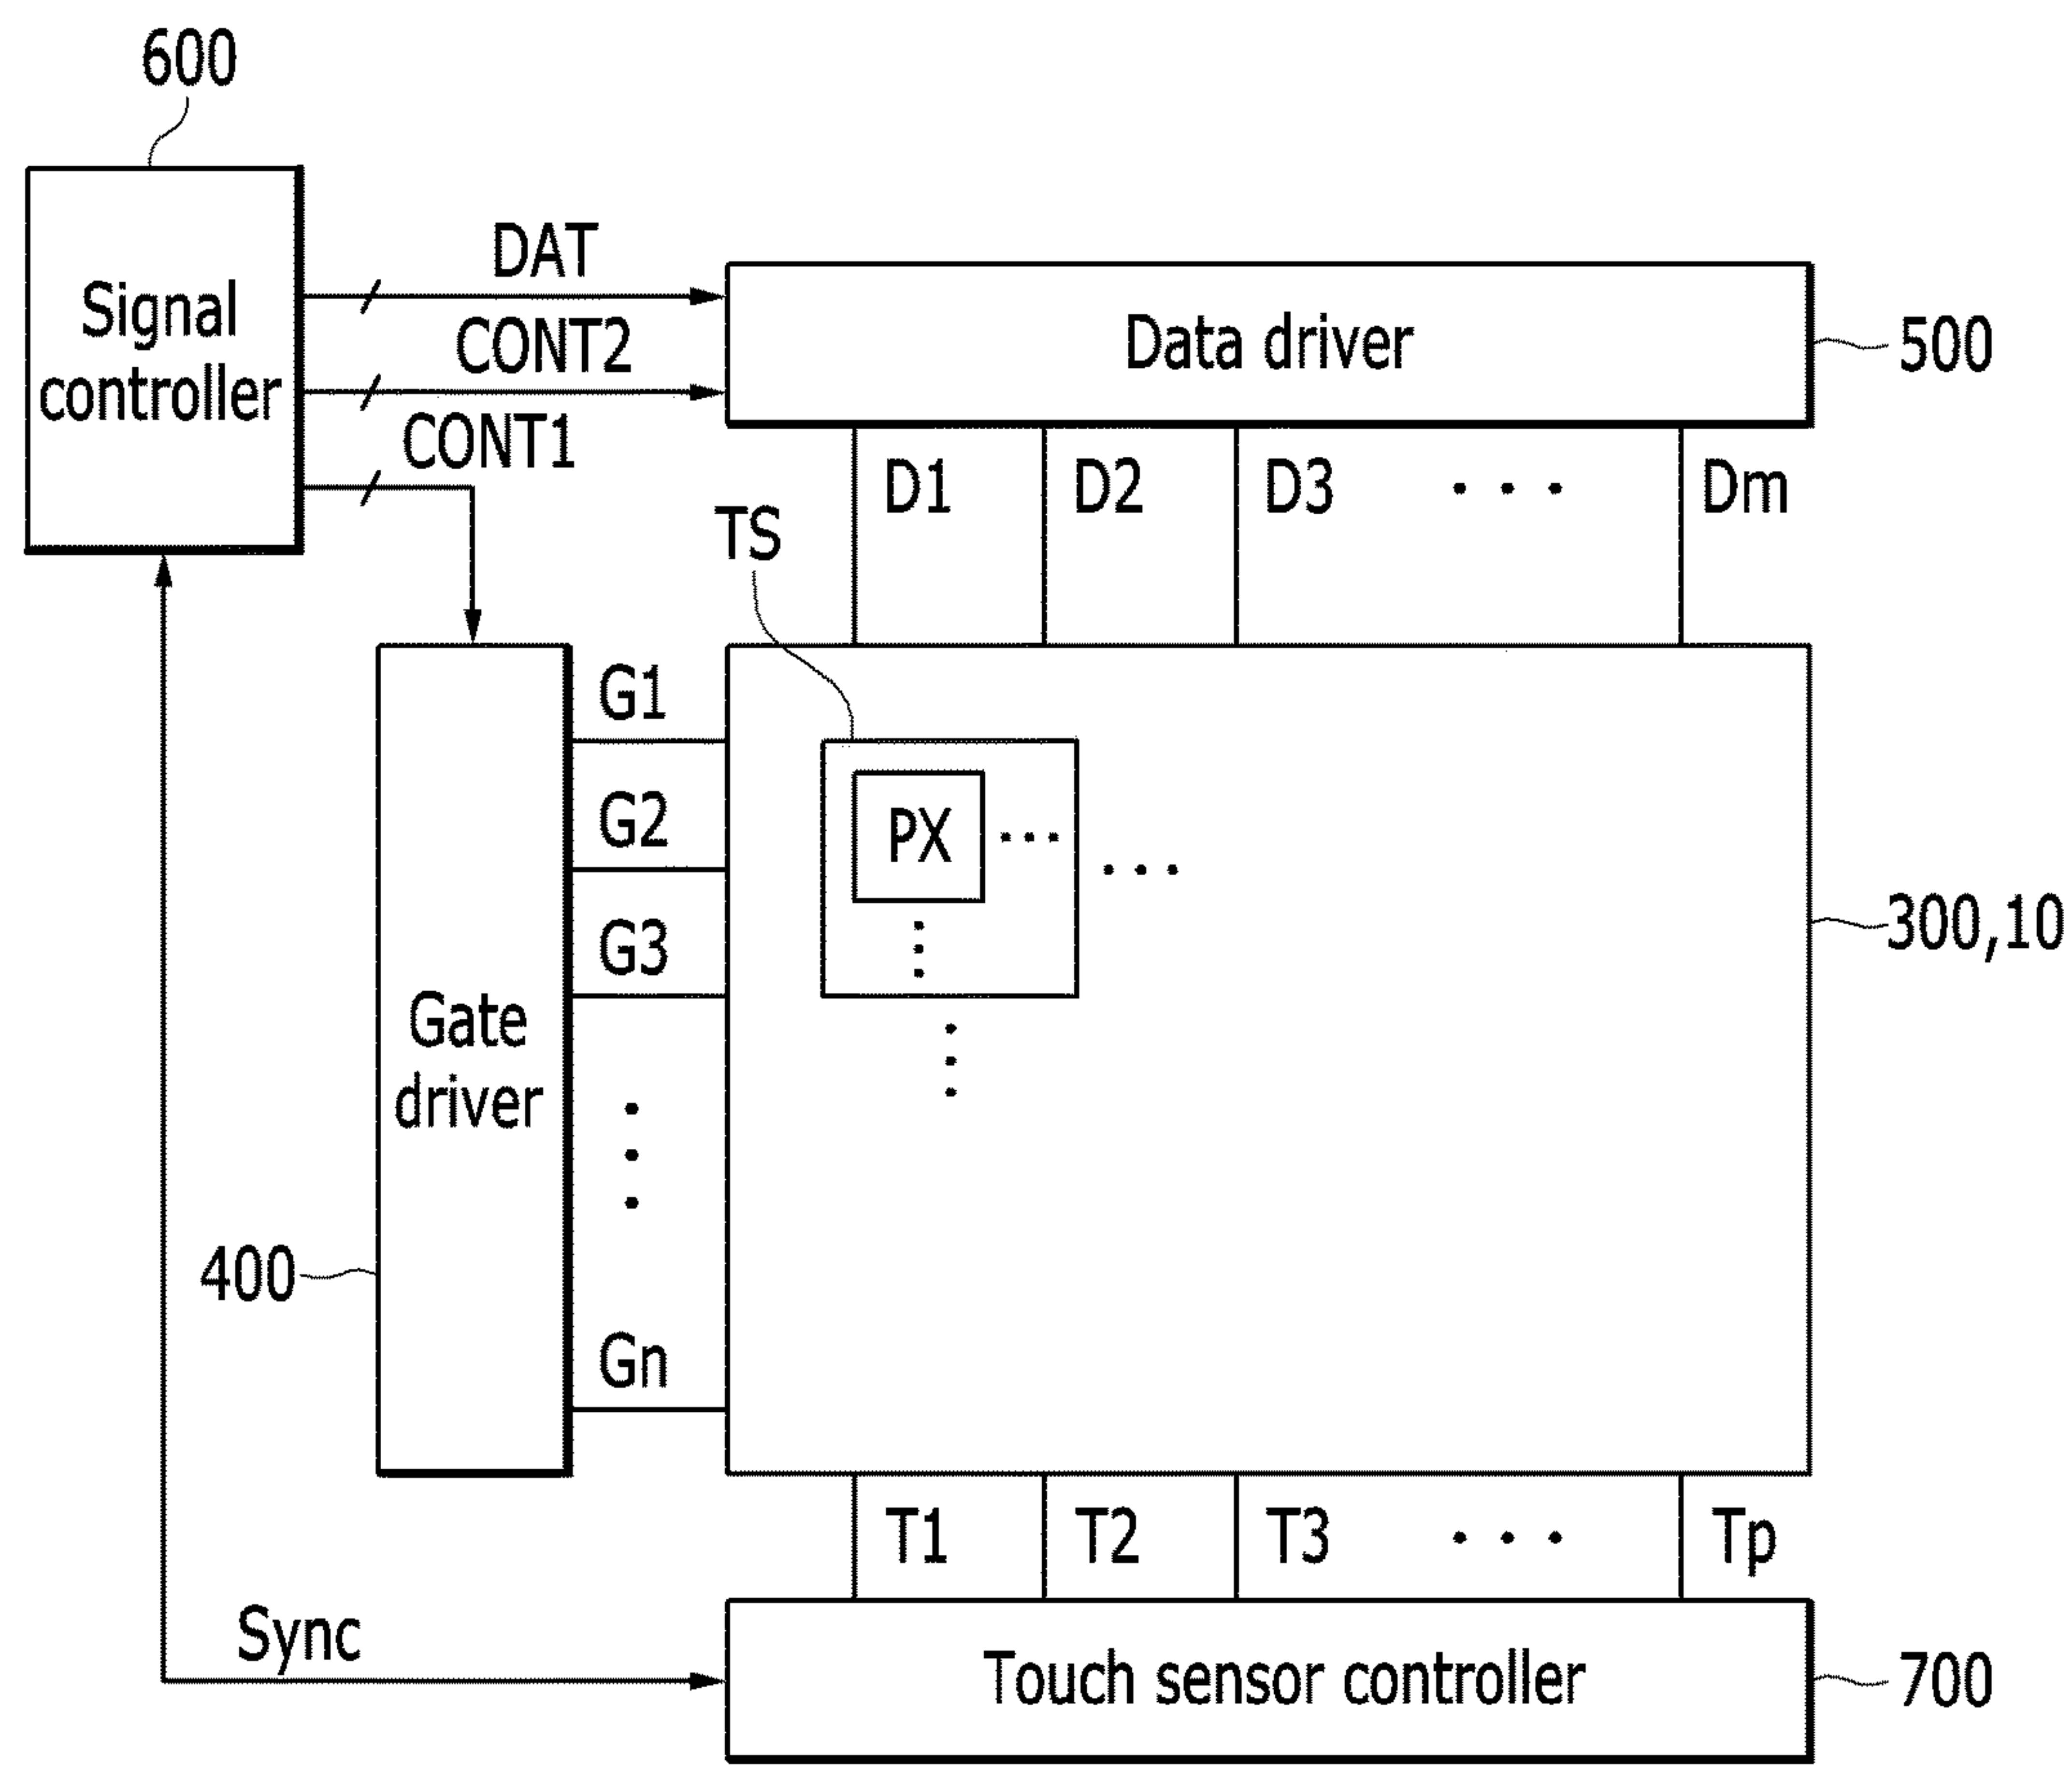 600
Signal
controller
DAT
CONT2
CONT1
Data driver
500
D1 D2 D3 . . . Dm
TS
G1
G2
G3
Gn
PX
300,10
Gate
driver
400
T1 T2 T3 . . . Tp
Sync
Touch sensor controller
700